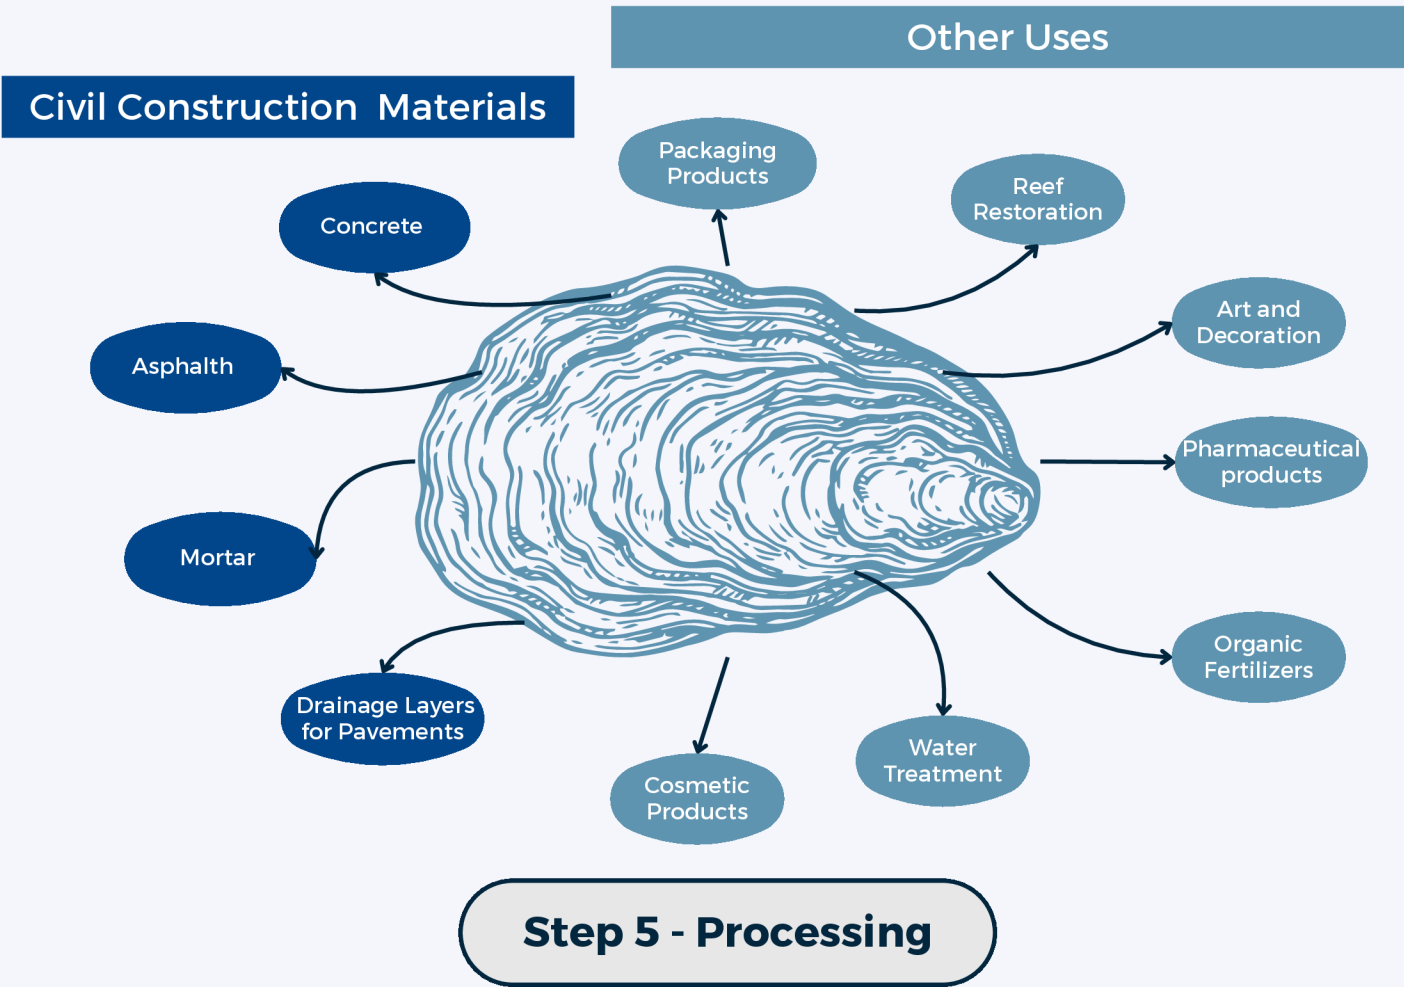 Other Uses
Civil Construction Materials
Packaging
Products
Reef
Restoration
Concrete
Art and
Decoration
Asphalth
Pharmaceutical
products
Mortar
Organic
Fertilizers
Drainage Layers
for Pavements
Water
Treatment
Cosmetic
Products
Step 5 - Processing